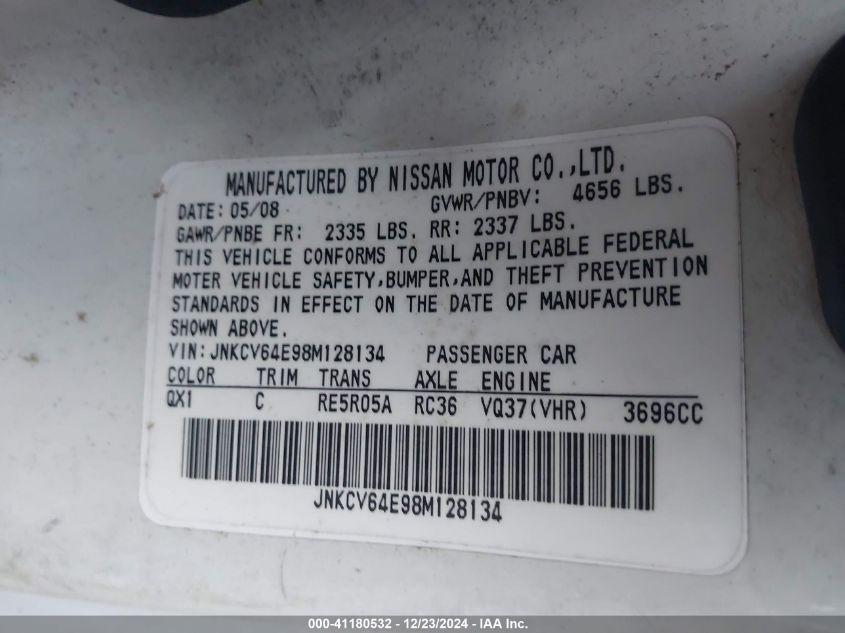 MANUFACTURED BY NISSAN MOTOR CO.,LTD.
DATE: 05/08 GVWR/PNBV: 4656 LBS.
GAWR/PNBE FR: 2335 LBS. RR: 2337 LBS.
THIS VEHICLE CONFORMS TO ALL APPLICABLE FEDERAL
MOTER VEHICLE SAFETY,BUMPER,AND THEFT PREVENTION
STANDARDS IN EFFECT ON THE DATE OF MANUFACTURE
SHOWN ABOVE.
VIN: JNKCV64E98M128134 PASSENGER CAR
COLOR TRIM TRANS AXLE ENGINE
QX1 C RE5R05A RC36 VQ37(VHR) 3696CC
JNKCV64E98M128134
000-41180532 - 12/23/2024 - IAA Inc.